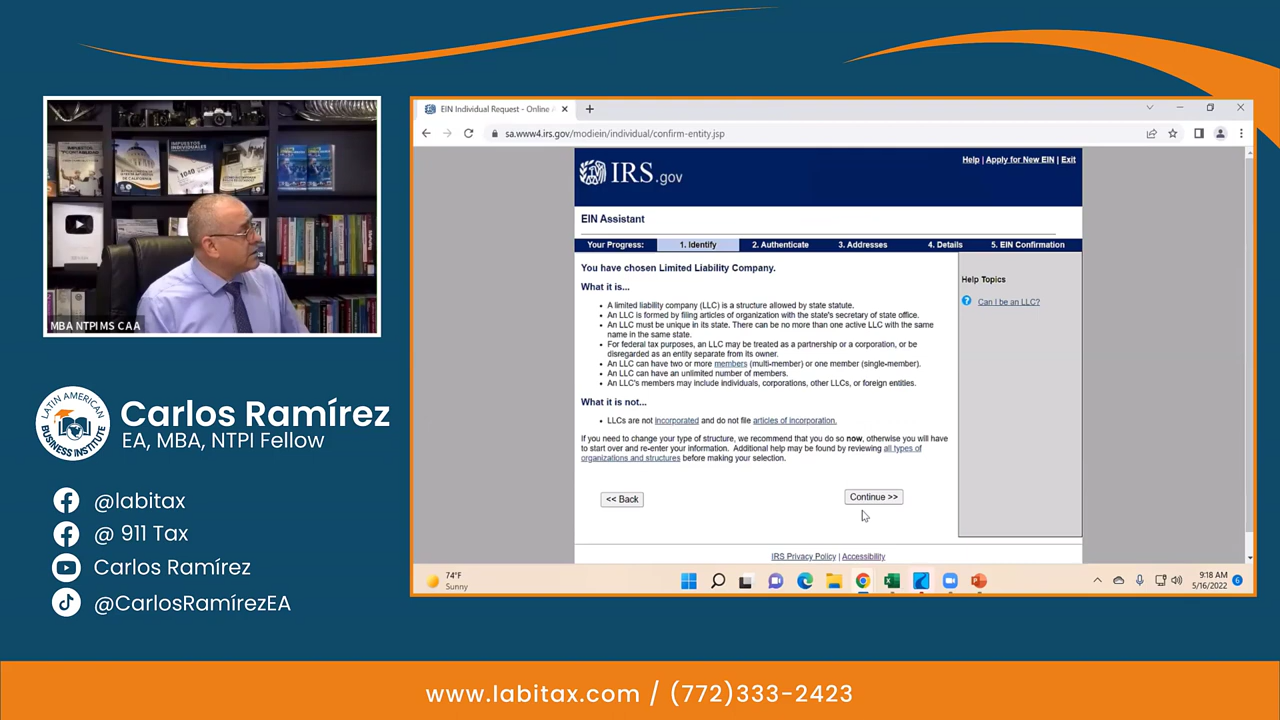 IMPUESTOS
Y CONTABILIDAD
IMPUESTOS
INDIVIDUALES
1040
MBA NTPI MS CAA
LATIN AMERICAN
BUSINESS INSTITUTE
Carlos Ramírez
EA, MBA, NTPI Fellow
@labitax
@ 911 Tax
Carlos Ramírez
@CarlosRamírezEA
EIN Individual Request - Online A
sa.www4.irs.gov/modiein/individual/confirm-entity.jsp
IRS.gov
Help | Apply for New EIN | Exit
EIN Assistant
Your Progress: 1. Identify 2. Authenticate 3. Addresses 4. Details 5. EIN Confirmation
You have chosen Limited Liability Company.
What it is...
• A limited liability company (LLC) is a structure allowed by state statute.
• An LLC is formed by filing articles of organization with the state's secretary of state office.
• An LLC must be unique in its state. There can be no more than one active LLC with the same
name in the same state.
• For federal tax purposes, an LLC may be treated as a partnership or a corporation, or be
disregarded as an entity separate from its owner.
• An LLC can have two or more members (multi-member) or one member (single-member).
• An LLC can have an unlimited number of members.
• An LLC's members may include individuals, corporations, other LLCs, or foreign entities.
What it is not...
• LLCs are not incorporated and do not file articles of incorporation.
If you need to change your type of structure, we recommend that you do so now, otherwise you will have
to start over and re-enter your information. Additional help may be found by reviewing all types of
organizations and structures before making your selection.
<< Back
Continue >>
Help Topics
Can I be an LLC?
IRS Privacy Policy | Accessibility
74°F
Sunny
9:18 AM
5/16/2022
6
www.labitax.com / (772)333-2423